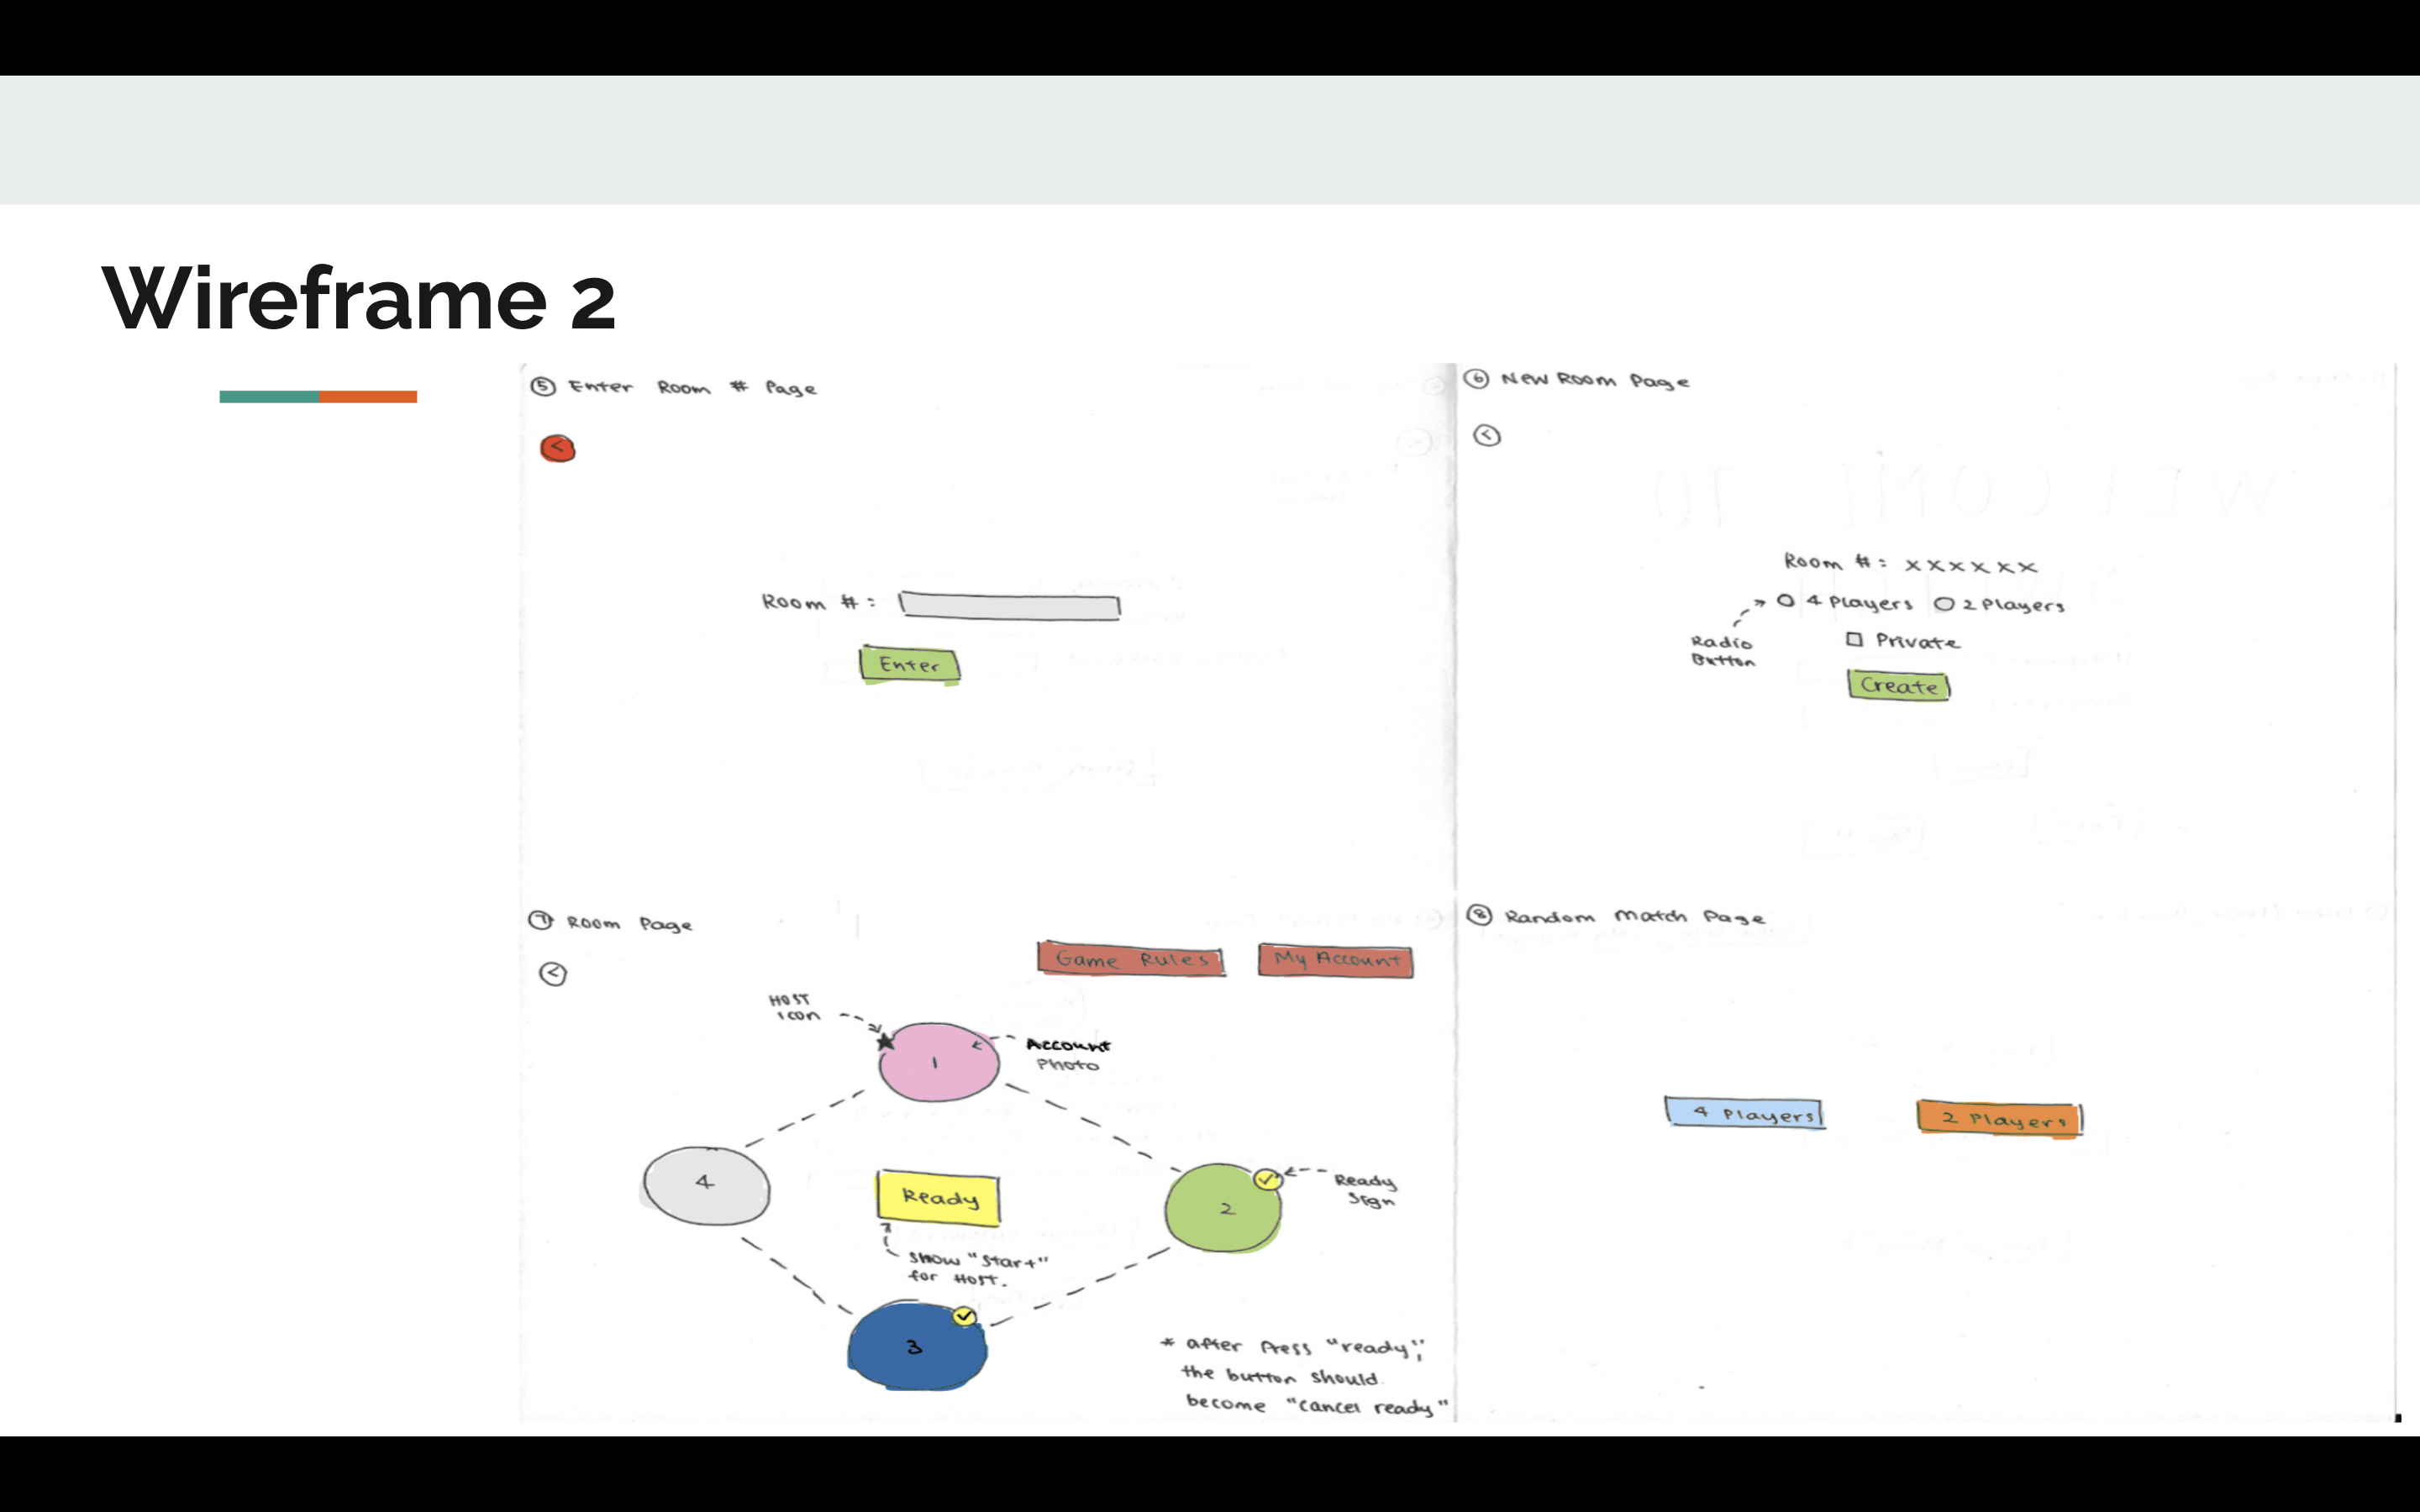 Wireframe 2
⑤ Enter Room # Page
<
Room # :
Enter
⑥ New Room Page
<
Room # : xxxxxx
4 Players 2 Players
Radio
Button
Private
Create
⑦ Room Page
<
Game Rules
My Account
Host
icon
1
Account
Photo
4
Ready
2
Ready
Sign
show "start"
for Host.
3
* after Press "ready",
the button should
become "cancel ready"
⑧ Random Match Page
4 Players
2 Players
WELCOME TO